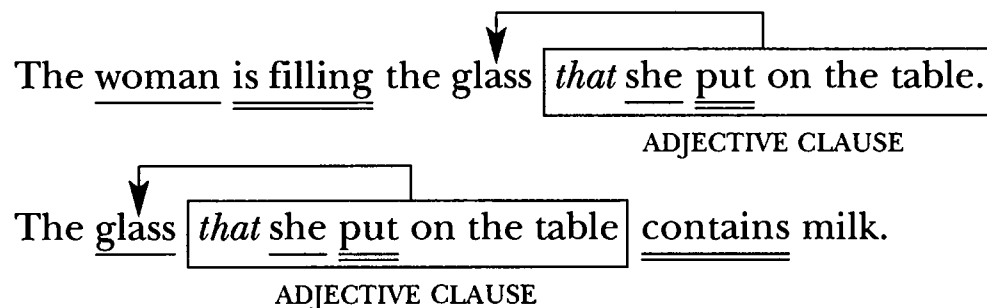 The woman is filling the glass that she put on the table.
ADJECTIVE CLAUSE
The glass that she put on the table contains milk.
ADJECTIVE CLAUSE